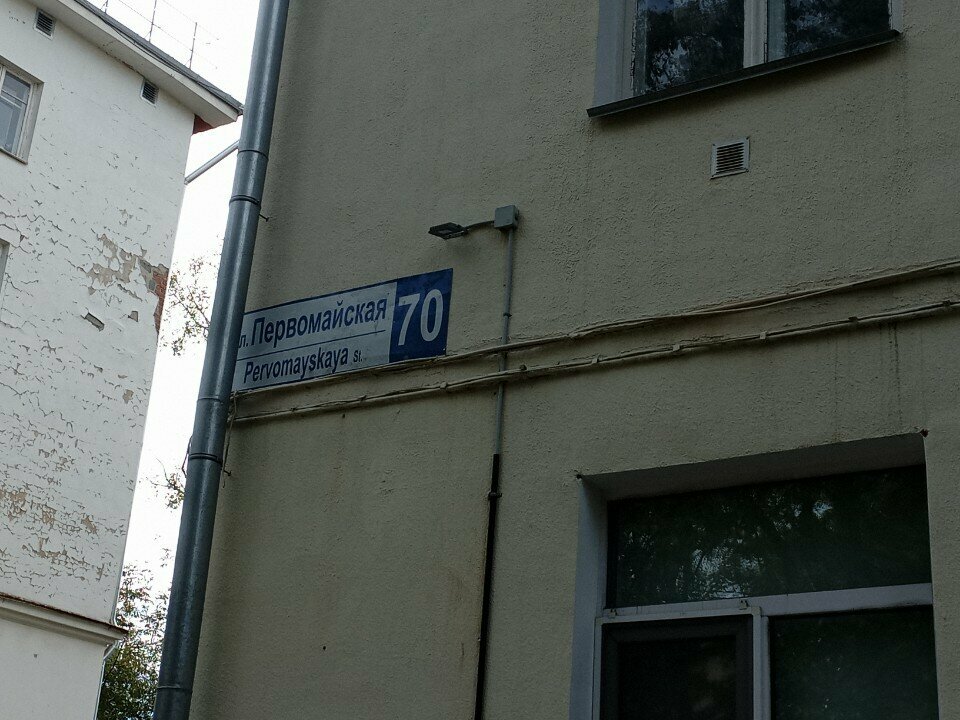 л. Первомайская
70
Pervomayskaya St.